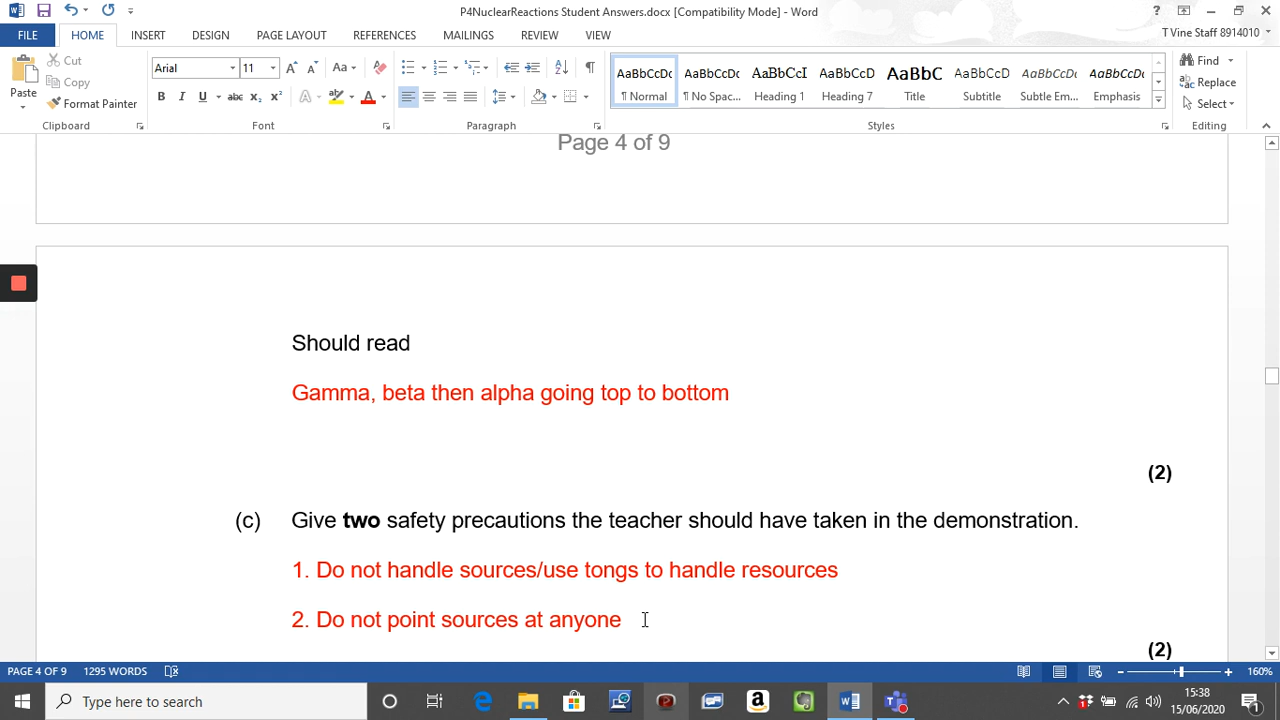 P4NuclearReactions Student Answers.docx [Compatibility Mode] - Word
FILE HOME INSERT DESIGN PAGE LAYOUT REFERENCES MAILINGS REVIEW VIEW T Vine Staff 8914010
Cut
Copy
Format Painter
Paste
Clipboard
Arial 11 Aa
B I U abc x₂ x² A A
Font
Paragraph
AaBbCcDc AaBbCcDc AaBbCcI AaBbCcDc AaBbC AaBbCcDc AaBbCcDc AaBbCcDc
¶ Normal ¶ No Spac... Heading 1 Heading 7 Title Subtitle Subtle Em... Emphasis
Styles
Find
Replace
Select
Editing
Page 4 of 9
Should read
Gamma, beta then alpha going top to bottom
(2)
(c) Give two safety precautions the teacher should have taken in the demonstration.
1. Do not handle sources/use tongs to handle resources
2. Do not point sources at anyone
(2)
PAGE 4 OF 9 1295 WORDS 160%
Type here to search
15:38
15/06/2020